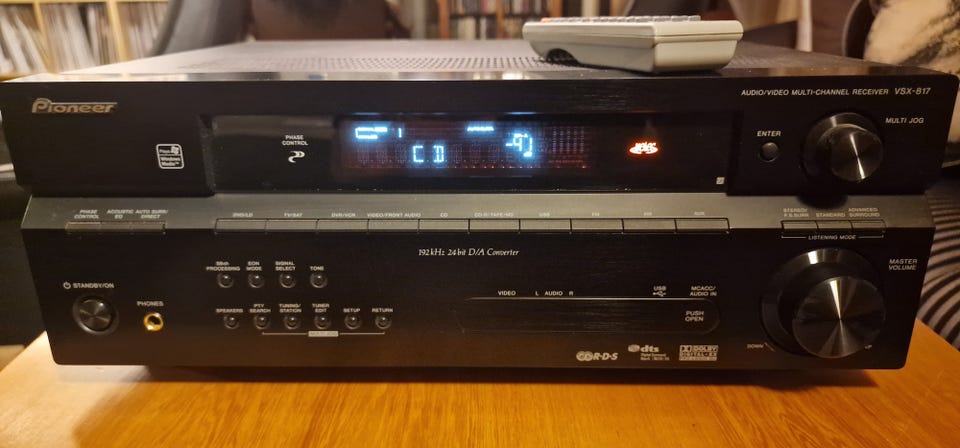 Pioneer
AUDIO/VIDEO MULTI-CHANNEL RECEIVER VSX-817
PHASE CONTROL
Plays
Windows Media™
CD
ENTER
MULTI JOG
PHASE CONTROL
ACOUSTIC EQ
AUTO SURR/DIRECT
DVD/LD
TV/SAT
DVR/VCR
VIDEO/FRONT AUDIO
CD
CD-R/TAPE/MD
USB
FM
AM
AUX
STEREO/F.S.SURR
STANDARD
ADVANCED SURROUND
LISTENING MODE
192kHz 24bit D/A Converter
MASTER VOLUME
SBch PROCESSING
EON MODE
SIGNAL SELECT
TONE
STANDBY/ON
PHONES
SPEAKERS
PTY SEARCH
TUNING/STATION
TUNER EDIT
SETUP
RETURN
VIDEO
L AUDIO R
USB
MCACC/AUDIO IN
PUSH OPEN
DOWN
UP
R·D·S
dts
DOLBY
DIGITAL·EX